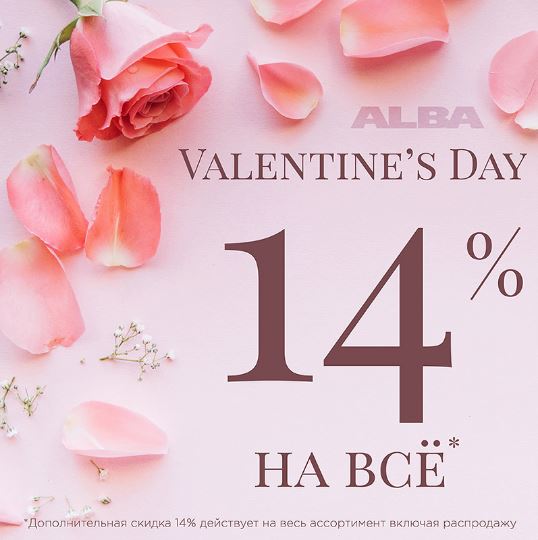 ALBA
VALENTINE'S DAY
14%
НА ВСЁ*
*Дополнительная скидка 14% действует на весь ассортимент включая распродажу